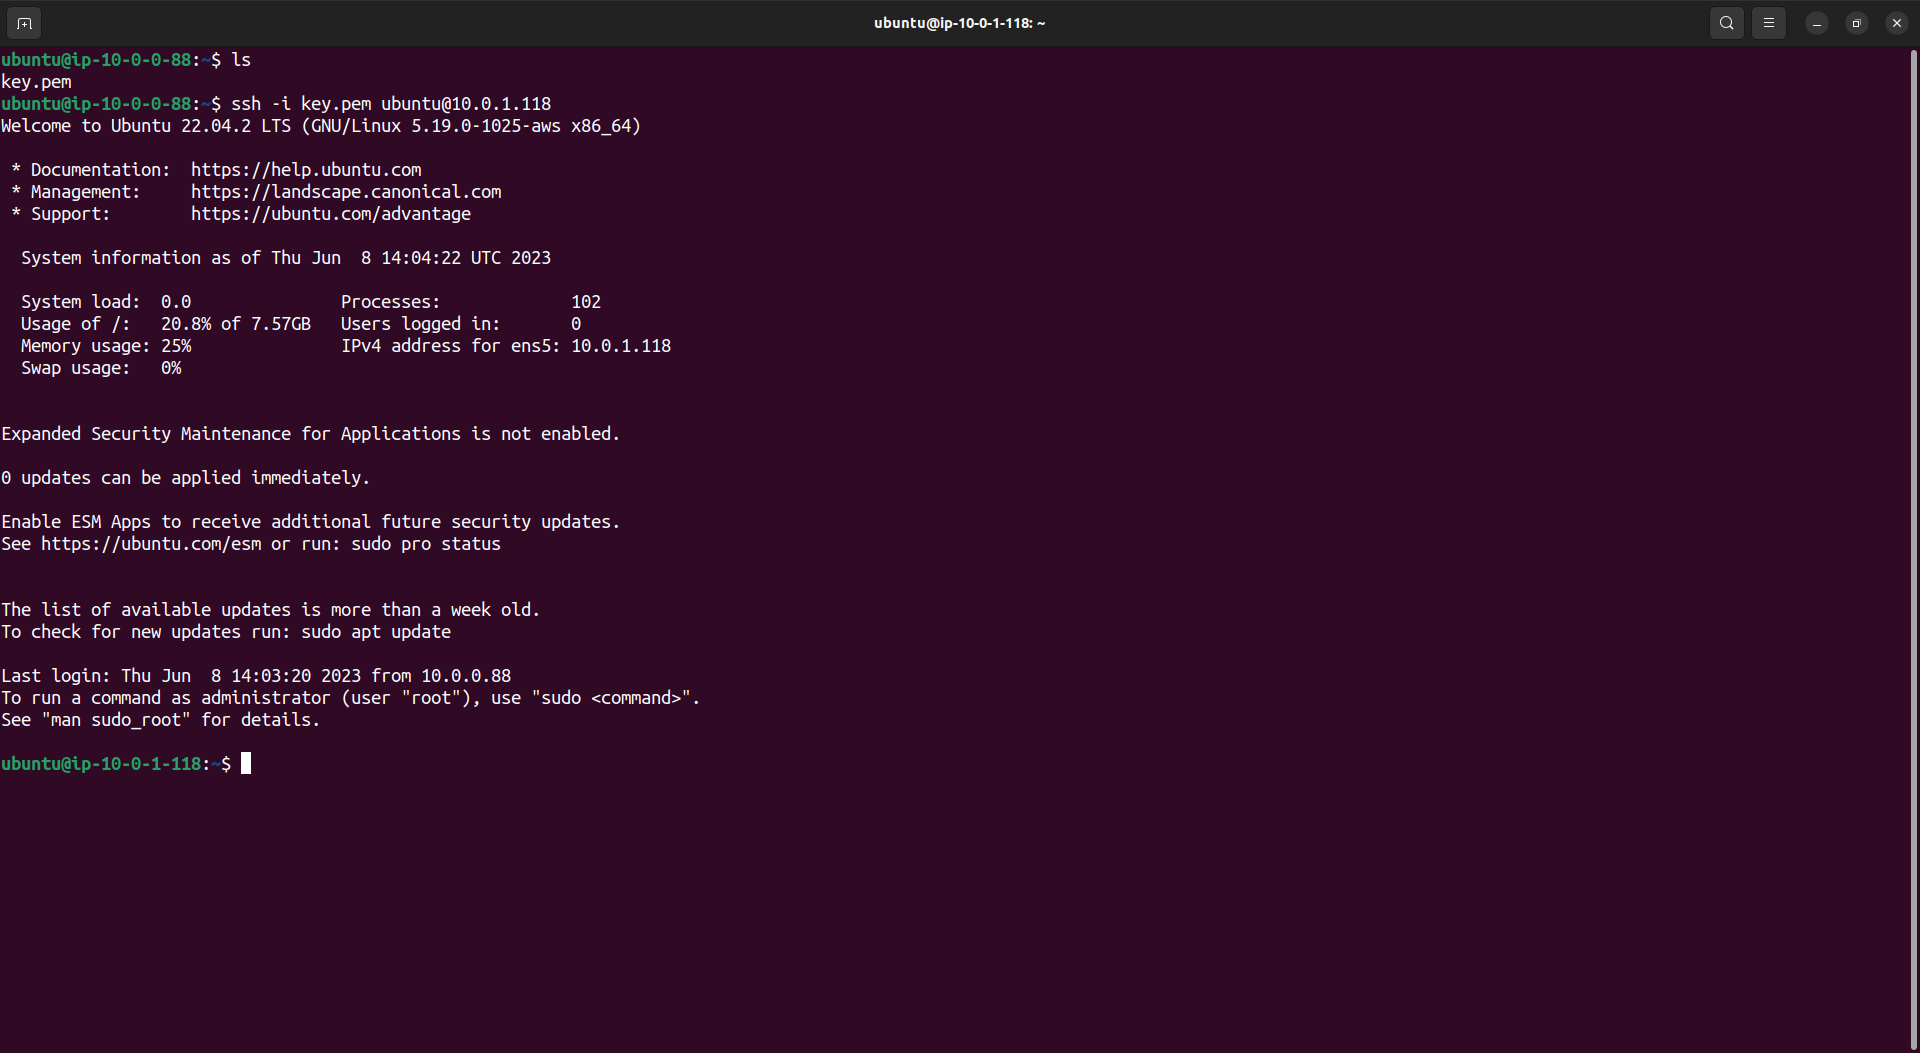 ubuntu@ip-10-0-1-118: ~
ubuntu@ip-10-0-0-88:~$ ls
key.pem
ubuntu@ip-10-0-0-88:~$ ssh -i key.pem ubuntu@10.0.1.118
Welcome to Ubuntu 22.04.2 LTS (GNU/Linux 5.19.0-1025-aws x86_64)
 * Documentation:  https://help.ubuntu.com
 * Management:     https://landscape.canonical.com
 * Support:        https://ubuntu.com/advantage
  System information as of Thu Jun  8 14:04:22 UTC 2023
  System load:  0.0               Processes:             102
  Usage of /:   20.8% of 7.57GB   Users logged in:       0
  Memory usage: 25%               IPv4 address for ens5: 10.0.1.118
  Swap usage:   0%
Expanded Security Maintenance for Applications is not enabled.
0 updates can be applied immediately.
Enable ESM Apps to receive additional future security updates.
See https://ubuntu.com/esm or run: sudo pro status
The list of available updates is more than a week old.
To check for new updates run: sudo apt update
Last login: Thu Jun  8 14:03:20 2023 from 10.0.0.88
To run a command as administrator (user "root"), use "sudo <command>".
See "man sudo_root" for details.
ubuntu@ip-10-0-1-118:~$